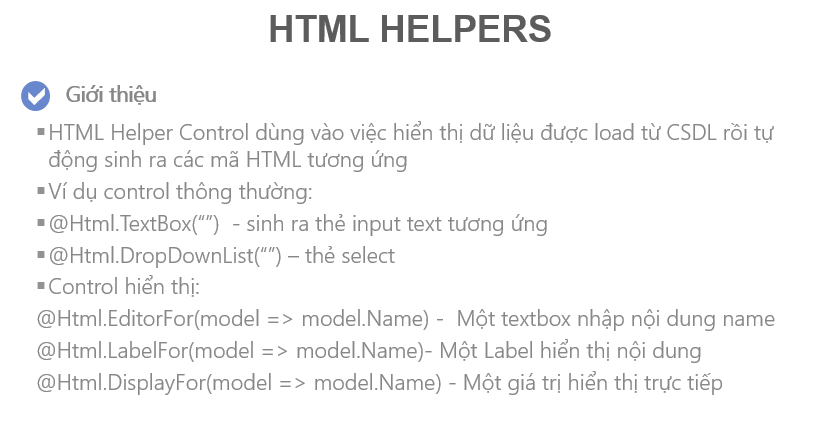 HTML HELPERS
Giới thiệu
▪HTML Helper Control dùng vào việc hiển thị dữ liệu được load từ CSDL rồi tự
động sinh ra các mã HTML tương ứng
▪Ví dụ control thông thường:
▪@Html.TextBox(“”) - sinh ra thẻ input text tương ứng
▪@Html.DropDownList(“”) – thẻ select
▪Control hiển thị:
@Html.EditorFor(model => model.Name) - Một textbox nhập nội dung name
@Html.LabelFor(model => model.Name)- Một Label hiển thị nội dung
@Html.DisplayFor(model => model.Name) - Một giá trị hiển thị trực tiếp